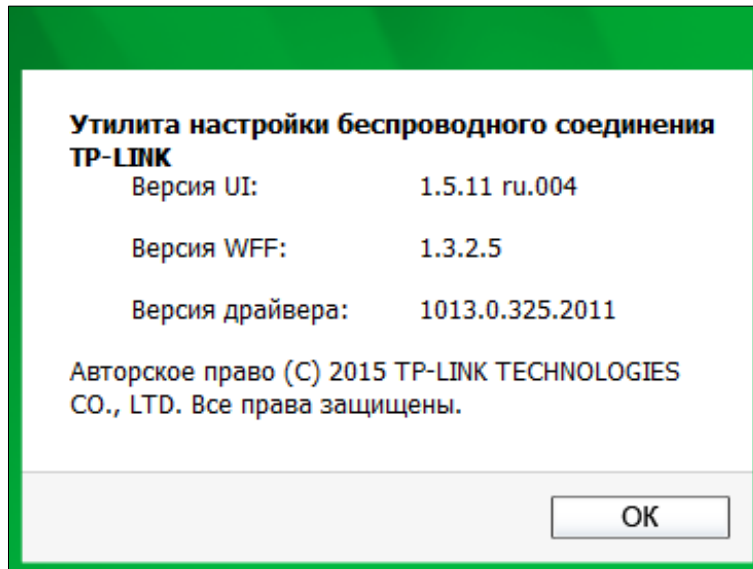 Утилита настройки беспроводного соединения
TP-LINK
Версия UI: 1.5.11 ru.004
Версия WFF: 1.3.2.5
Версия драйвера: 1013.0.325.2011
Авторское право (C) 2015 TP-LINK TECHNOLOGIES
CO., LTD. Все права защищены.
ОК